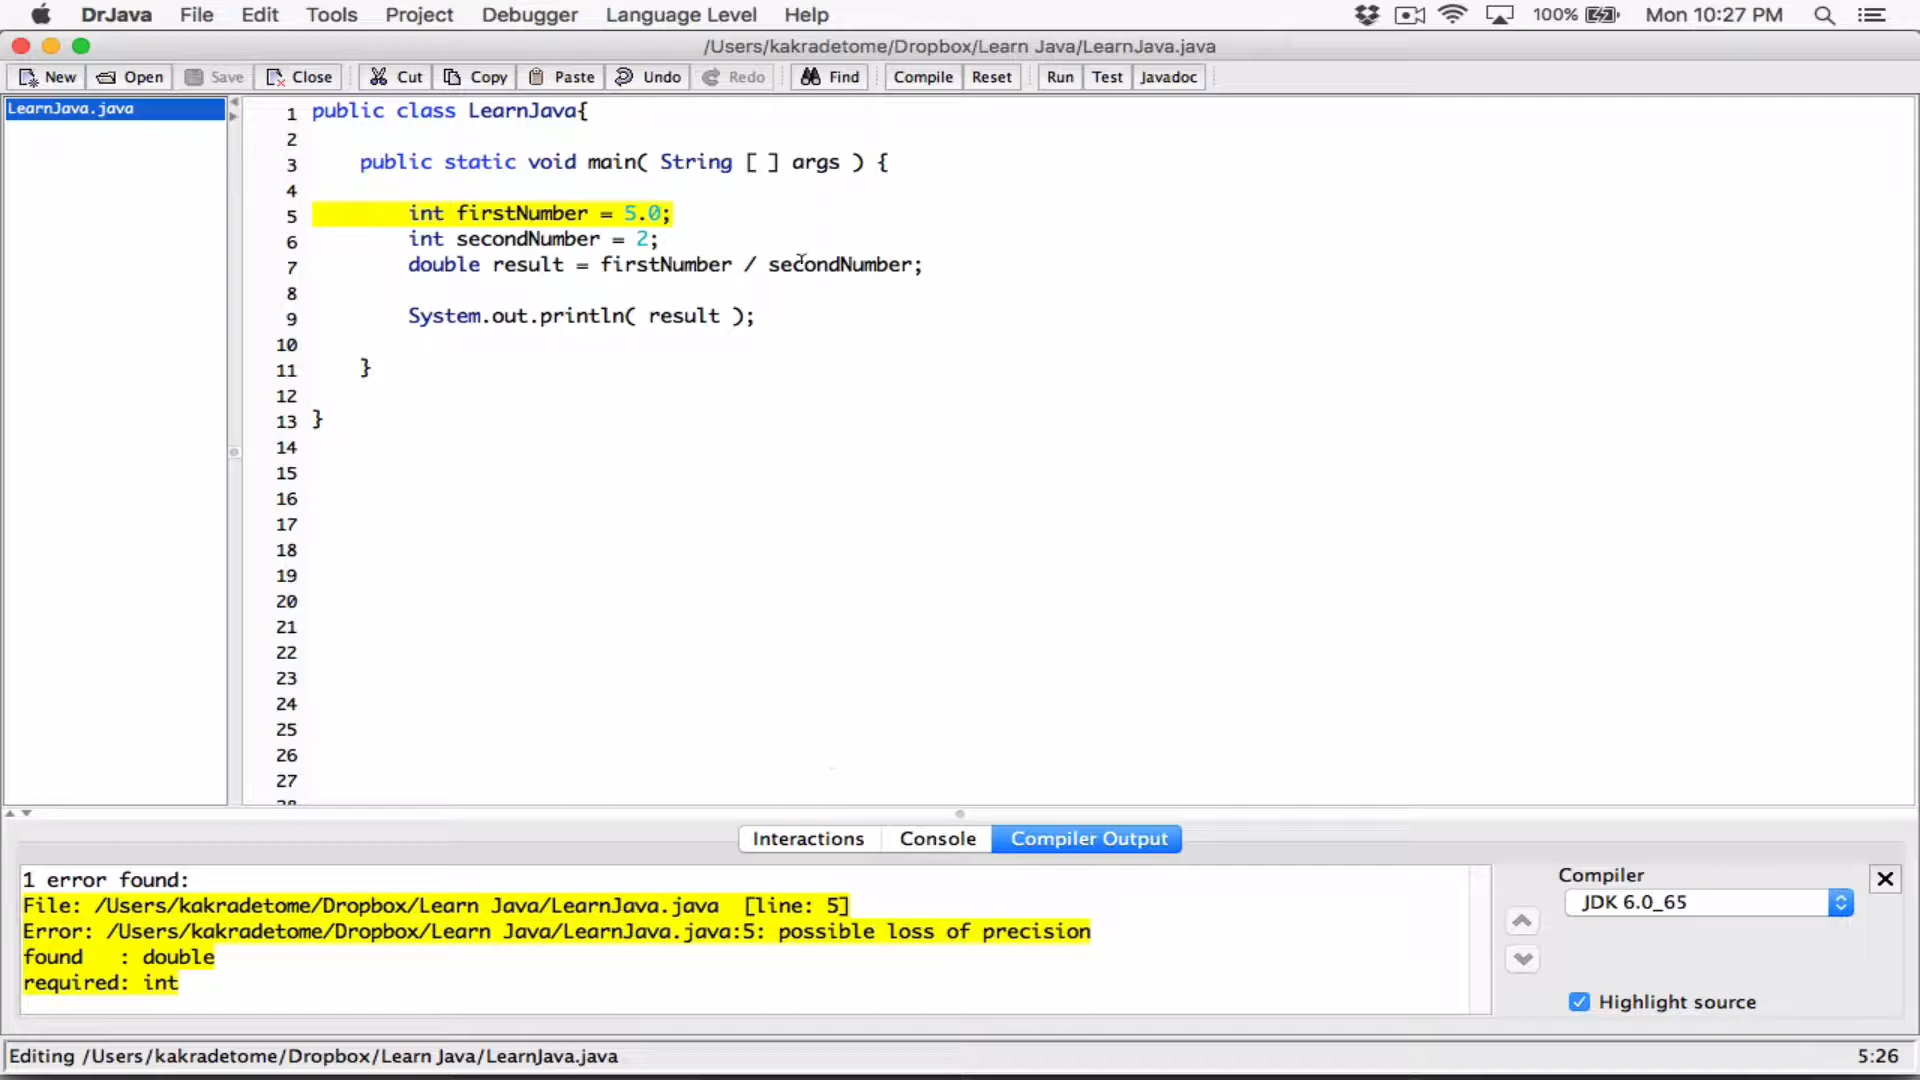 DrJava File Edit Tools Project Debugger Language Level Help 100% Mon 10:27 PM
/Users/kakradetome/Dropbox/Learn Java/LearnJava.java
New Open Save Close Cut Copy Paste Undo Redo Find Compile Reset Run Test Javadoc
LearnJava.java
1 public class LearnJava{
2
3 public static void main( String [ ] args ) {
4
5 int firstNumber = 5.0;
6 int secondNumber = 2;
7 double result = firstNumber / secondNumber;
8
9 System.out.println( result );
10
11 }
12
13 }
14
15
16
17
18
19
20
21
22
23
24
25
26
27
28
Interactions Console Compiler Output
1 error found:
File: /Users/kakradetome/Dropbox/Learn Java/LearnJava.java [line: 5]
Error: /Users/kakradetome/Dropbox/Learn Java/LearnJava.java:5: possible loss of precision
found : double
required: int
Compiler
JDK 6.0_65
Highlight source
Editing /Users/kakradetome/Dropbox/Learn Java/LearnJava.java 5:26